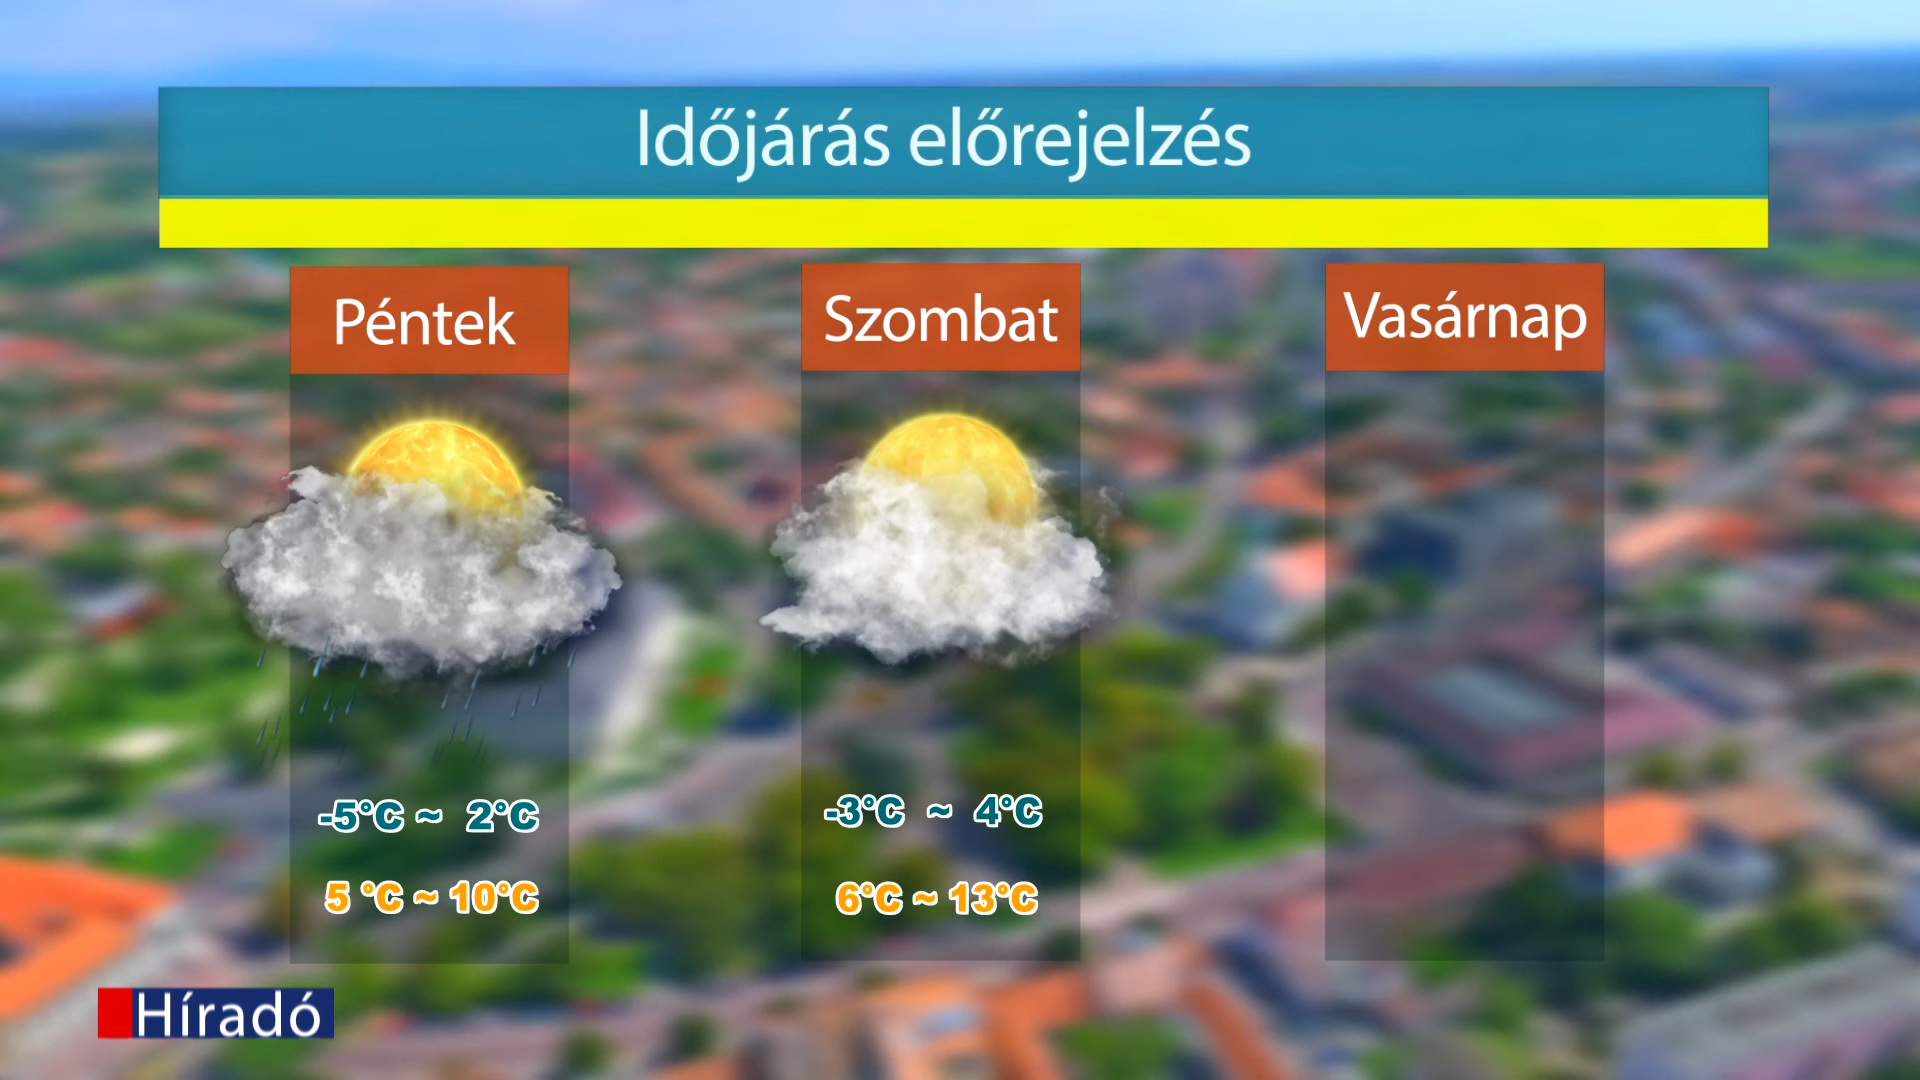 Időjárás előrejelzés
Péntek
Szombat
Vasárnap
-5°C ~ 2°C
-3°C ~ 4°C
5 °C ~ 10°C
6°C ~ 13°C
Híradó